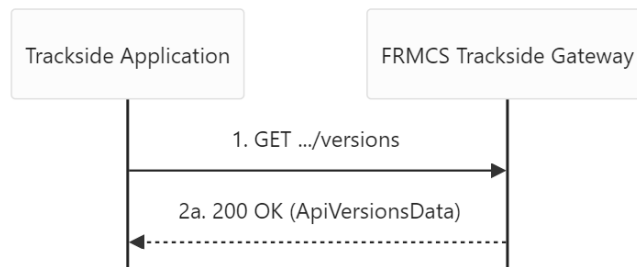 Trackside Application
FRMCS Trackside Gateway
1. GET .../versions
2a. 200 OK (ApiVersionsData)